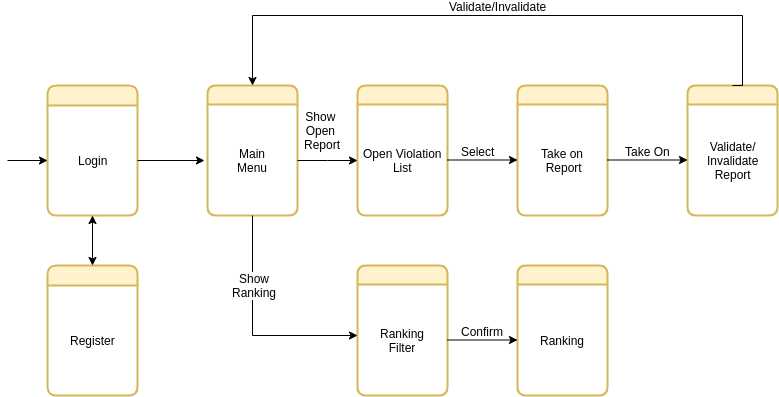 Validate/Invalidate
Login
Main
Menu
Show
Open
Report
Open Violation
List
Select
Take on
Report
Take On
Validate/
Invalidate
Report
Register
Show
Ranking
Ranking
Filter
Confirm
Ranking